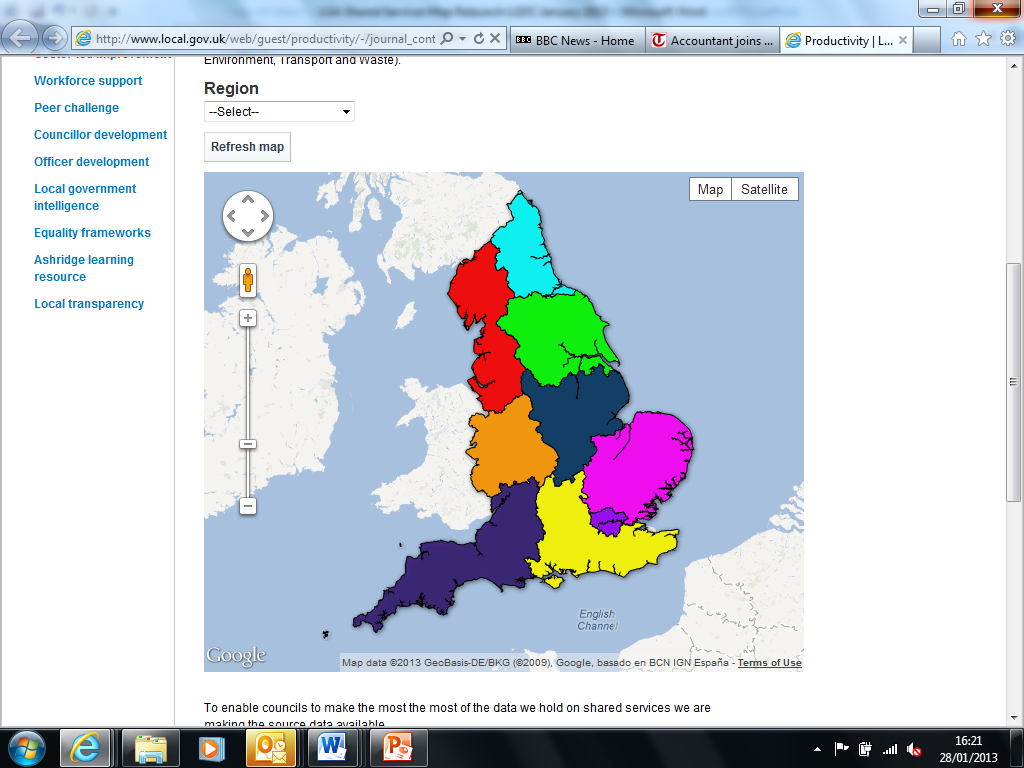 http://www.local.gov.uk/web/guest/productivity/-/journal_cont
BBC News - Home
Accountant joins ...
Productivity | L...
Workforce support
Peer challenge
Councillor development
Officer development
Local government
intelligence
Equality frameworks
Ashridge learning
resource
Local transparency
Environment, Transport and Waste).
Region
--Select--
Refresh map
Map
Satellite
English
Channel
Google
Map data ©2013 GeoBasis-DE/BKG (©2009), Google, basado en BCN IGN España - Terms of Use
To enable councils to make the most the most of the data we hold on shared services we are
making the source data available
16:21
28/01/2013